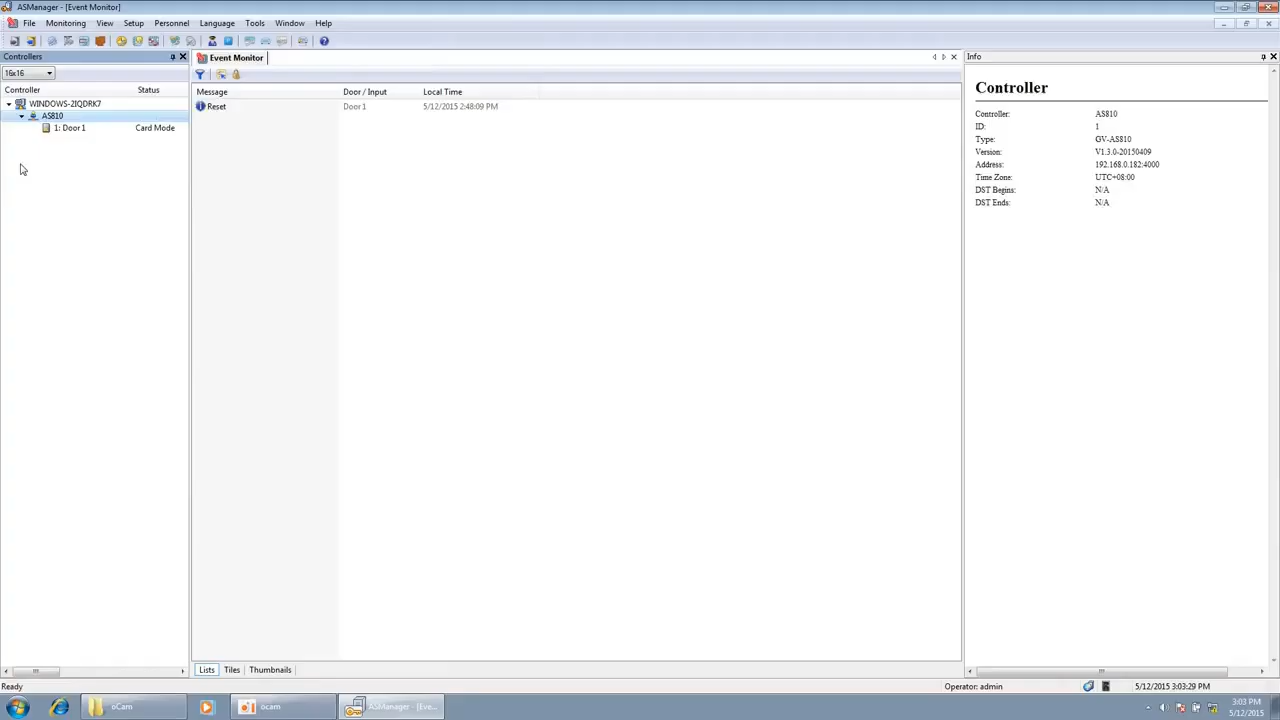 ASManager - [Event Monitor]
File Monitoring View Setup Personnel Language Tools Window Help
Controllers
Event Monitor
Info
16x16
Controller Status
WINDOWS-2IQDRK7
AS810
1: Door 1 Card Mode
Message Door / Input Local Time
Reset Door 1 5/12/2015 2:48:09 PM
Controller
Controller: AS810
ID: 1
Type: GV-AS810
Version: V1.3.0-20150409
Address: 192.168.0.182:4000
Time Zone: UTC+08:00
DST Begins: N/A
DST Ends: N/A
Lists Tiles Thumbnails
Ready Operator: admin 5/12/2015 3:03:29 PM
oCam ocam ASManager - [Eve... 3:03 PM
5/12/2015